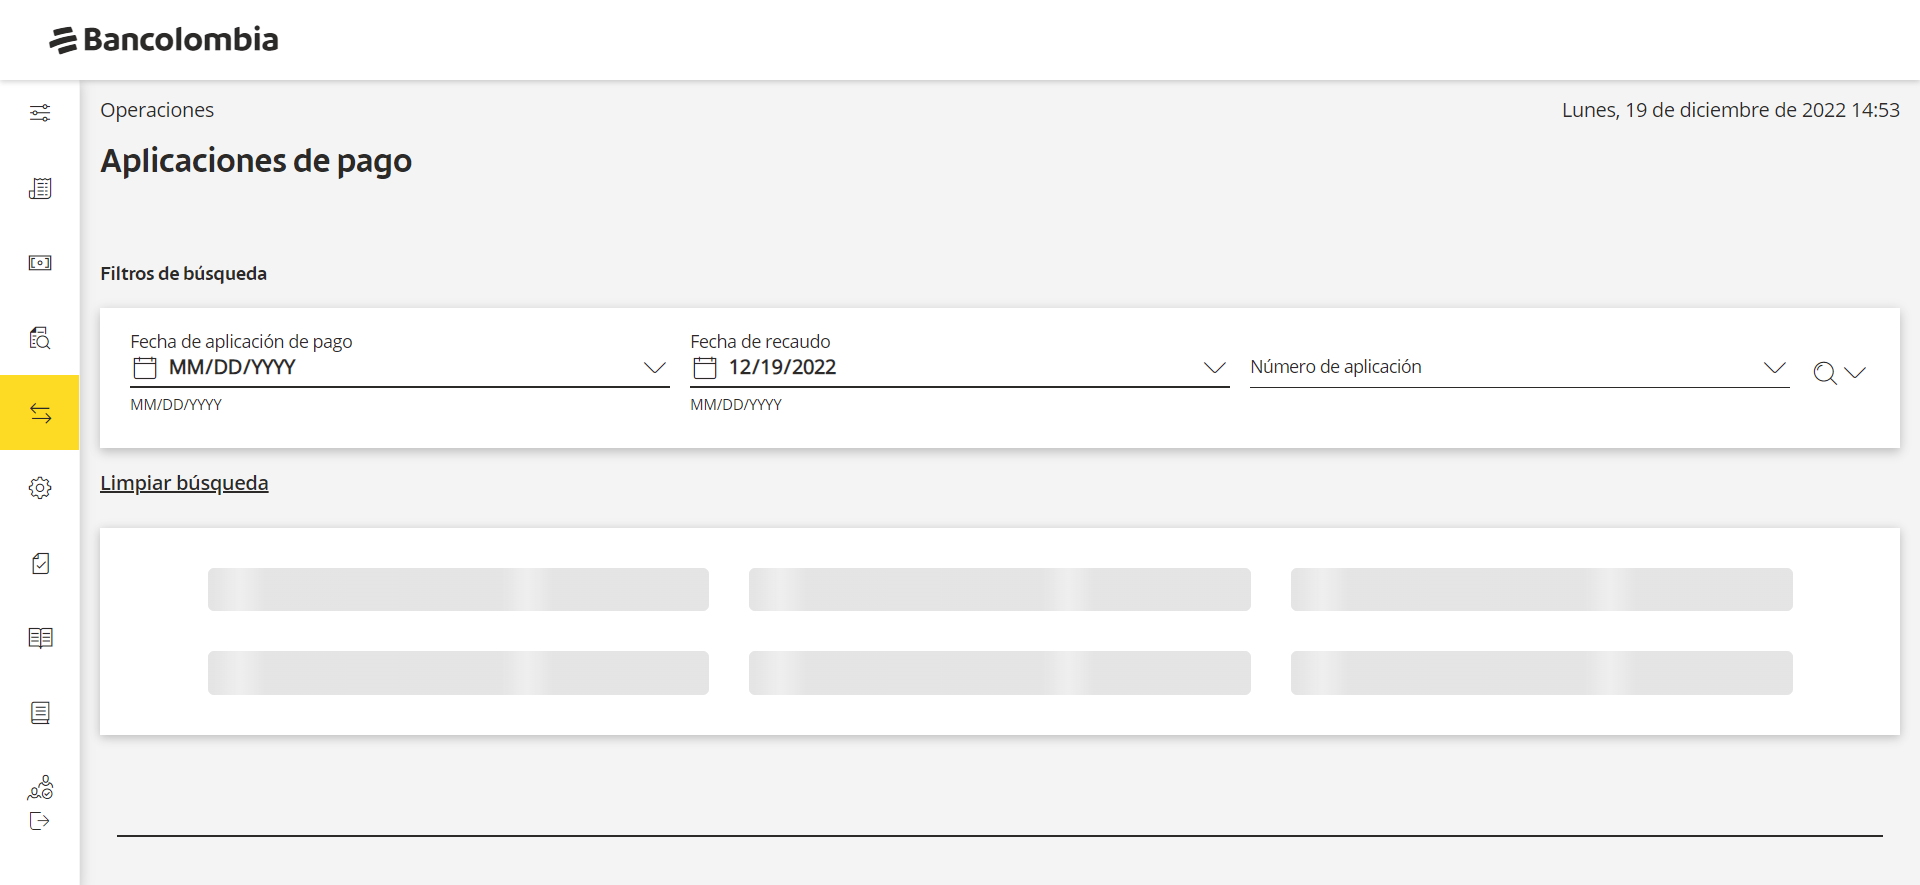 Bancolombia
Operaciones
Lunes, 19 de diciembre de 2022 14:53
Aplicaciones de pago
Filtros de búsqueda
Fecha de aplicación de pago
MM/DD/YYYY
MM/DD/YYYY
Fecha de recaudo
12/19/2022
MM/DD/YYYY
Número de aplicación
Limpiar búsqueda